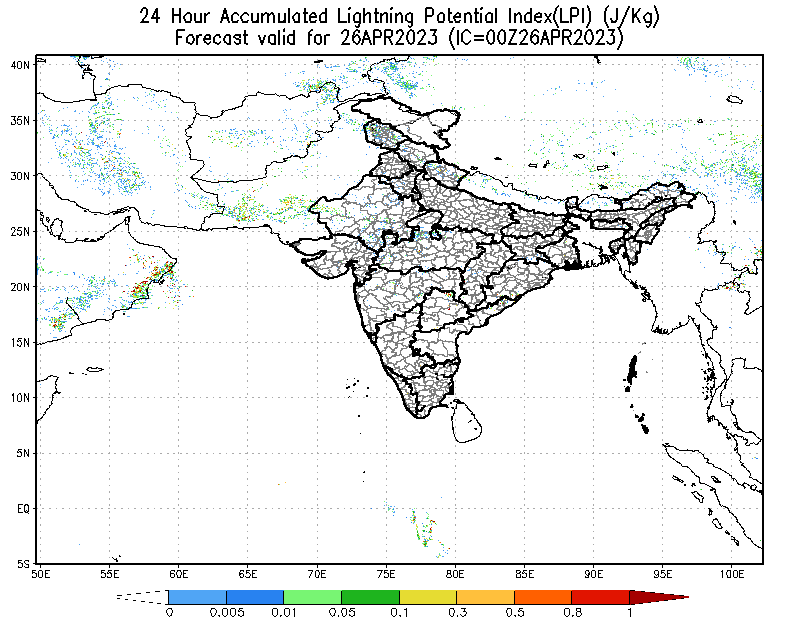 24 Hour Accumulated Lightning Potential Index(LPI) (J/Kg)
Forecast valid for 26APR2023 (IC=00Z26APR2023)
40N
35N
30N
25N
20N
15N
10N
5N
EQ
5S
50E 55E 60E 65E 70E 75E 80E 85E 90E 95E 100E
0 0.005 0.01 0.05 0.1 0.3 0.5 0.8 1